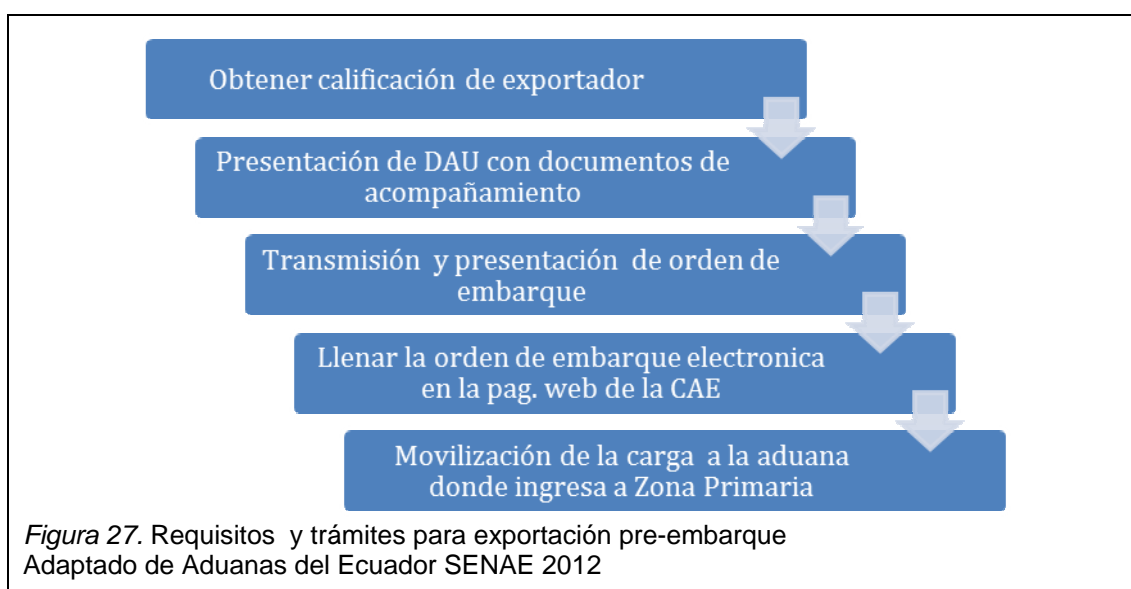 Obtener calificación de exportador
Presentación de DAU con documentos de
acompañamiento
Transmisión y presentación de orden de
embarque
Llenar la orden de embarque electronica
en la pag. web de la CAE
Movilización de la carga a la aduana
donde ingresa a Zona Primaria
Figura 27. Requisitos y trámites para exportación pre-embarque
Adaptado de Aduanas del Ecuador SENAE 2012